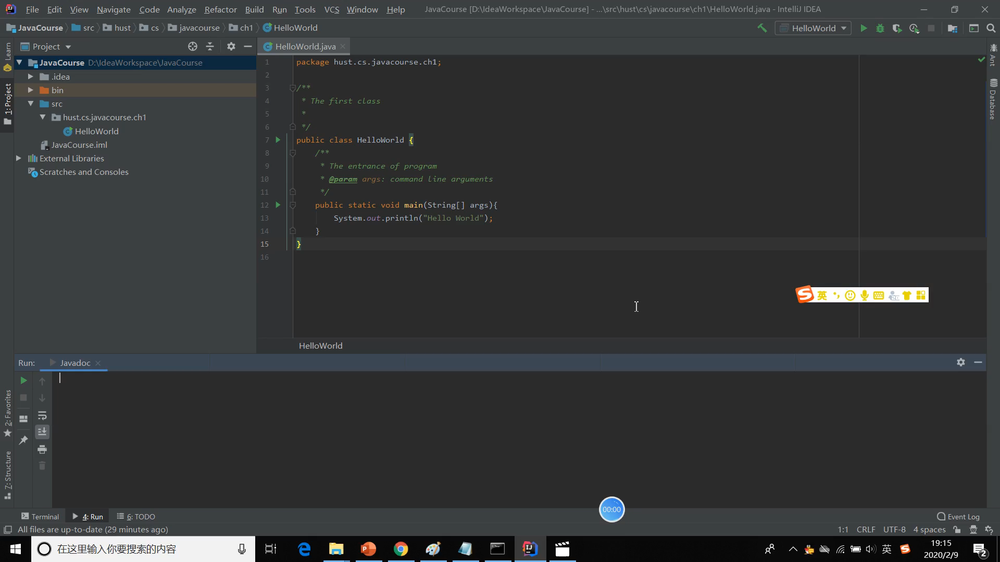 File Edit View Navigate Code Analyze Refactor Build Run Tools VCS Window Help JavaCourse [D:\IdeaWorkspace\JavaCourse] - ...\src\hust\cs\javacourse\ch1\HelloWorld.java - IntelliJ IDEA
JavaCourse src hust cs javacourse ch1 HelloWorld HelloWorld
Learn
1: Project
2: Favorites
7: Structure
Project
JavaCourse D:\IdeaWorkspace\JavaCourse
.idea
bin
src
hust.cs.javacourse.ch1
HelloWorld
JavaCourse.iml
External Libraries
Scratches and Consoles
HelloWorld.java
1 package hust.cs.javacourse.ch1;
2
3 /**
4 * The first class
5 *
6 */
7 public class HelloWorld {
8 /**
9 * The entrance of program
10 * @param args: command line arguments
11 */
12 public static void main(String[] args){
13 System.out.println("Hello World");
14 }
15 }
16
HelloWorld
Ant
Database
英
Run: Javadoc
00:00
Terminal 4: Run 6: TODO Event Log
All files are up-to-date (29 minutes ago) 1:1 CRLF UTF-8 4 spaces
在这里输入你要搜索的内容
英
19:15
2020/2/9
2